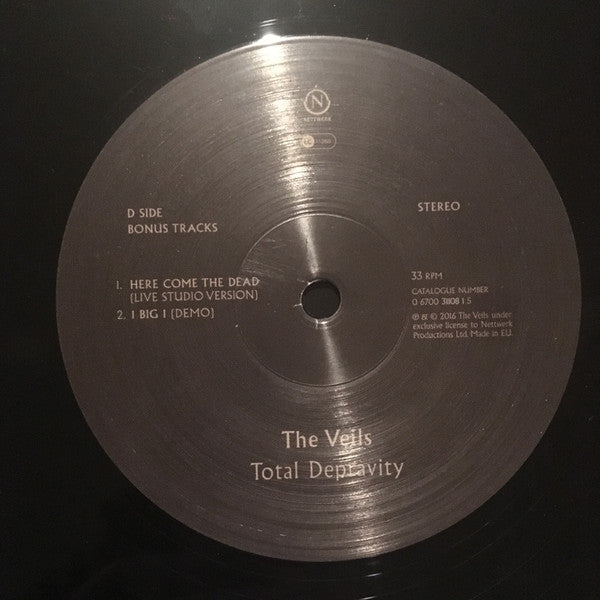 N
NETTWERK
D SIDE
BONUS TRACKS
STEREO
1. HERE COME THE DEAD
(LIVE STUDIO VERSION)
2. I BIG I (DEMO)
33 RPM
CATALOGUE NUMBER
0 6700 31108 1 5
℗ & © 2016 The Veils under
exclusive license to Nettwerk
Productions Ltd. Made in E.U.
The Veils
Total Depravity